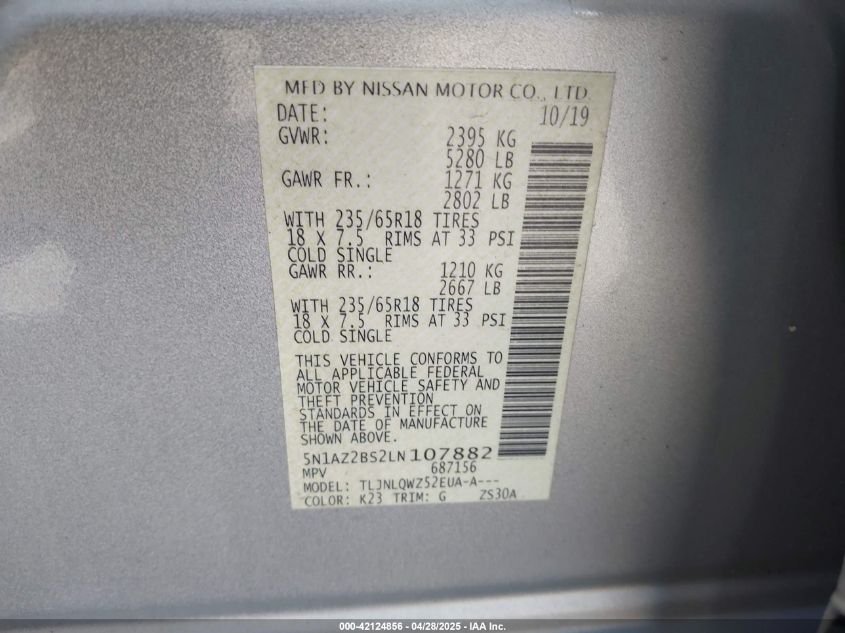 MFD BY NISSAN MOTOR CO., LTD.
DATE: 10/19
GVWR: 2395 KG
5280 LB
GAWR FR.: 1271 KG
2802 LB
WITH 235/65R18 TIRES
18 X 7.5 RIMS AT 33 PSI
COLD SINGLE
GAWR RR.: 1210 KG
2667 LB
WITH 235/65R18 TIRES
18 X 7.5 RIMS AT 33 PSI
COLD SINGLE
THIS VEHICLE CONFORMS TO
ALL APPLICABLE FEDERAL
MOTOR VEHICLE SAFETY AND
THEFT PREVENTION
STANDARDS IN EFFECT ON
THE DATE OF MANUFACTURE
SHOWN ABOVE.
5N1AZ2BS2LN107882
MPV 687156
MODEL: TLJNLQWZ52EUA-A---
COLOR: K23 TRIM: G ZS30A
000-42124856 - 04/28/2025 - IAA Inc.